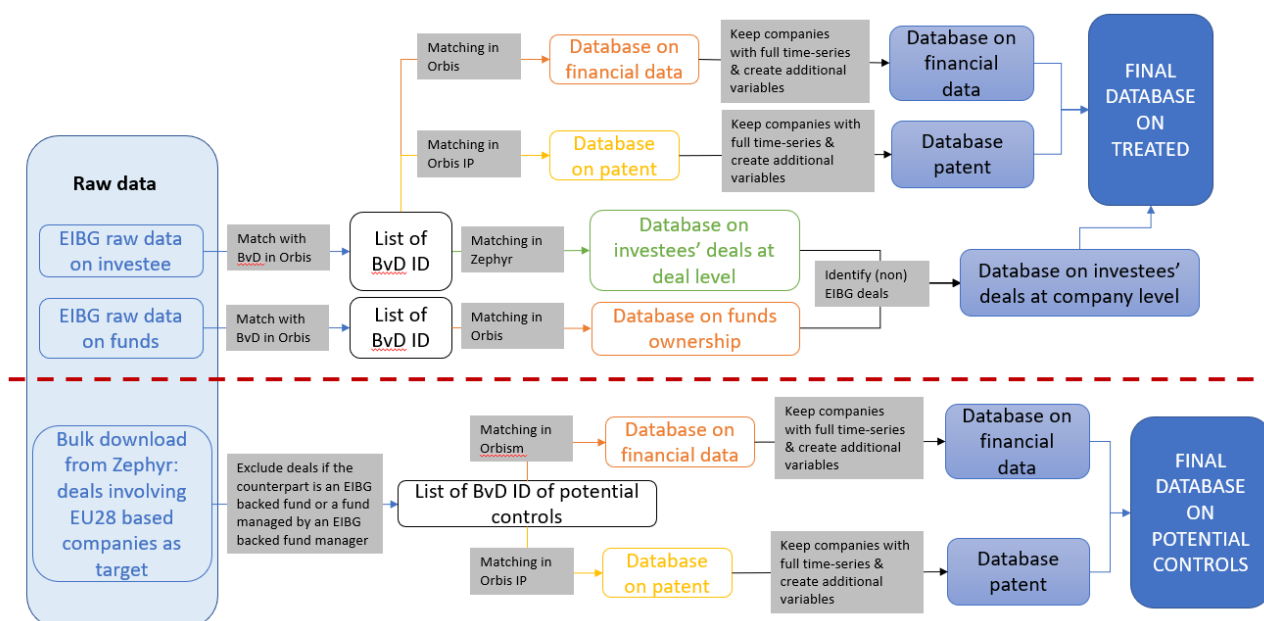 Matching in
Orbis
Database on
financial data
Keep companies
with full time-series
& create additional
variables
Database on
financial
data
FINAL
DATABASE
ON
TREATED
Matching in
Orbis IP
Database
on patent
Keep companies with
full time-series &
create additional
variables
Database
patent
Raw data
EIBG raw data
on investee
Match with
BvD in Orbis
List of
BvD ID
Matching in
Zephyr
Database on
investees’ deals at
deal level
Identify (non)
EIBG deals
Database on investees’
deals at company level
EIBG raw data
on funds
Match with
BvD in Orbis
List of
BvD ID
Matching in
Orbis
Database on funds
ownership
Bulk download
from Zephyr:
deals involving
EU28 based
companies as
target
Exclude deals if the
counterpart is an EIBG
backed fund or a fund
managed by an EIBG
backed fund manager
List of BvD ID of potential
controls
Matching in
Orbism
Database on
financial data
Keep companies
with full time-series
& create additional
variables
Database on
financial
data
Matching in
Orbis IP
Database
on patent
Keep companies with
full time-series &
create additional
variables
Database
patent
FINAL
DATABASE
ON
POTENTIAL
CONTROLS